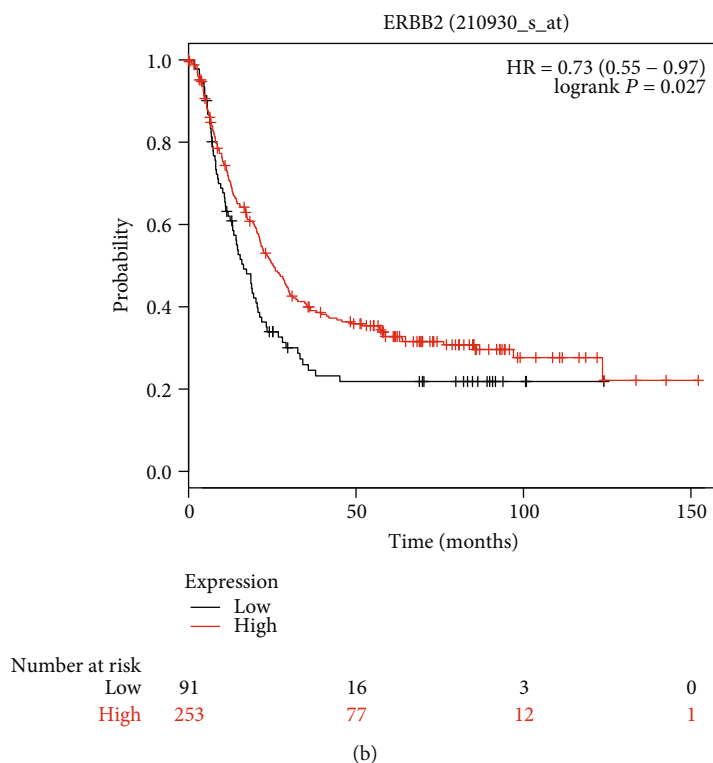 ERBB2 (210930_s_at)
HR = 0.73 (0.55 − 0.97)
logrank P = 0.027
1.0
0.8
0.6
0.4
0.2
0.0
Probability
0 50 100 150
Time (months)
Expression
Low
High
Number at risk
Low 91 16 3 0
High 253 77 12 1
(b)